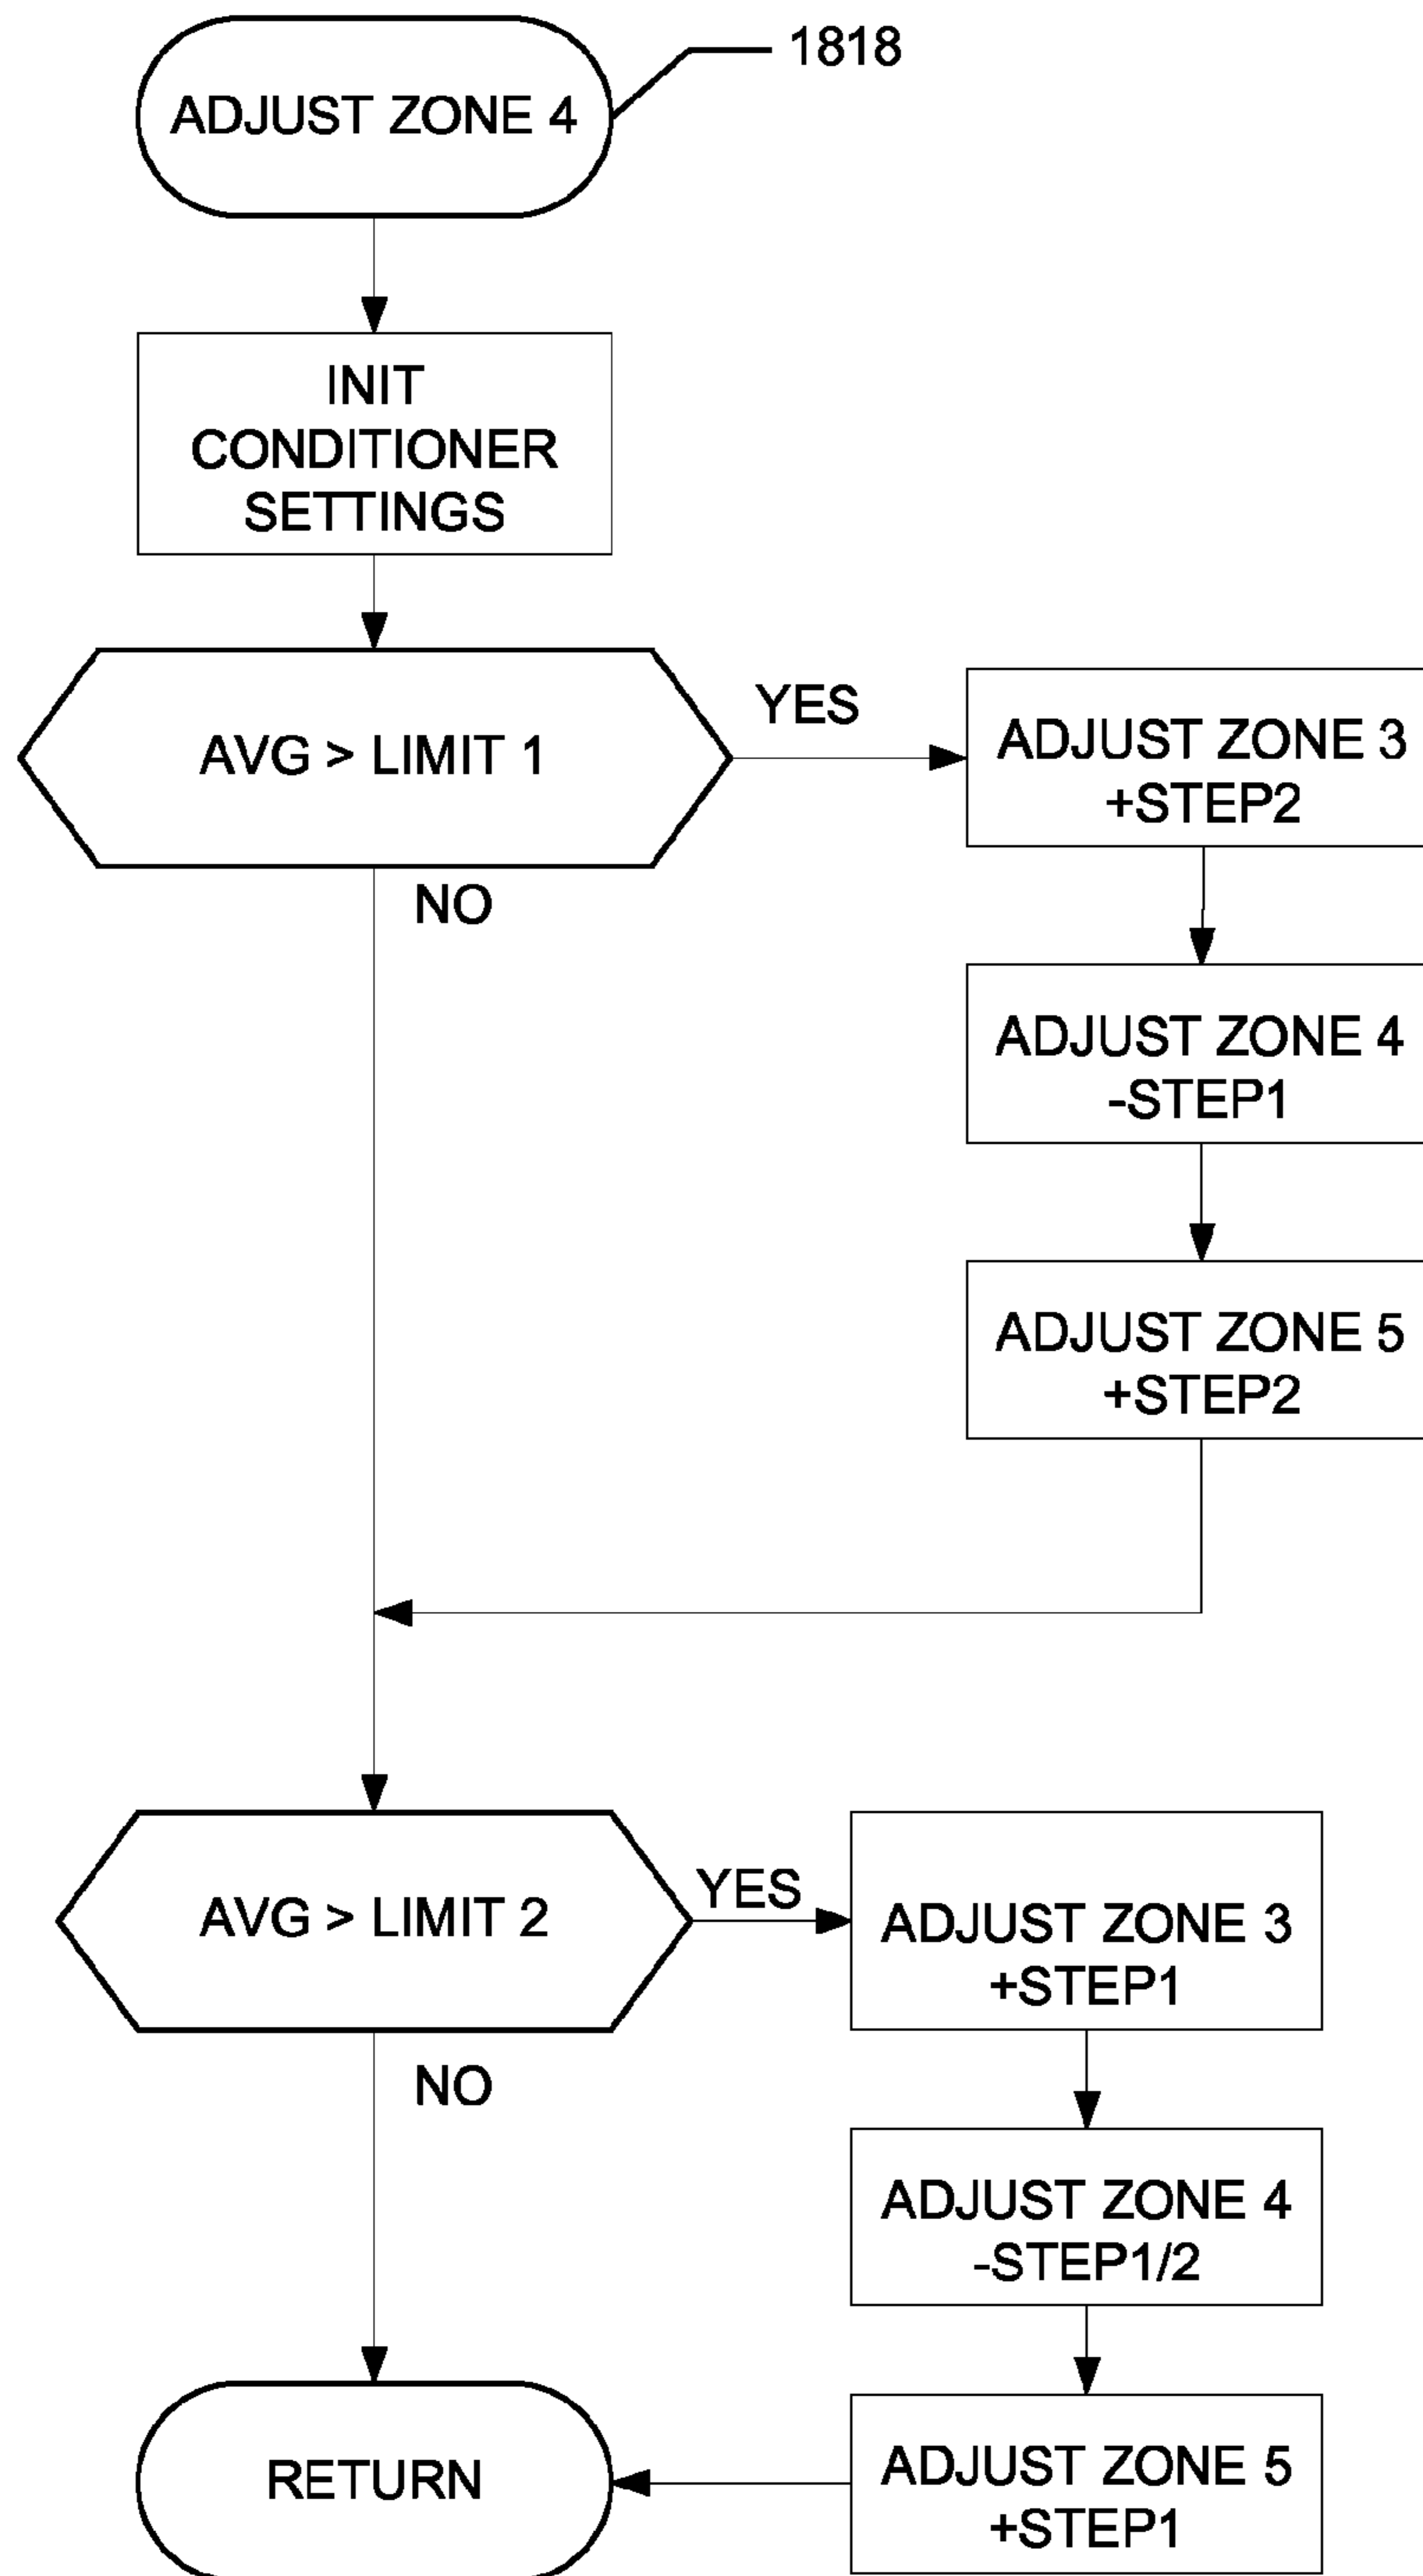 ADJUST ZONE 4
1818
INIT
CONDITIONER
SETTINGS
AVG > LIMIT 1
YES
NO
ADJUST ZONE 3
+STEP2
ADJUST ZONE 4
-STEP1
ADJUST ZONE 5
+STEP2
AVG > LIMIT 2
YES
NO
ADJUST ZONE 3
+STEP1
ADJUST ZONE 4
-STEP1/2
ADJUST ZONE 5
+STEP1
RETURN